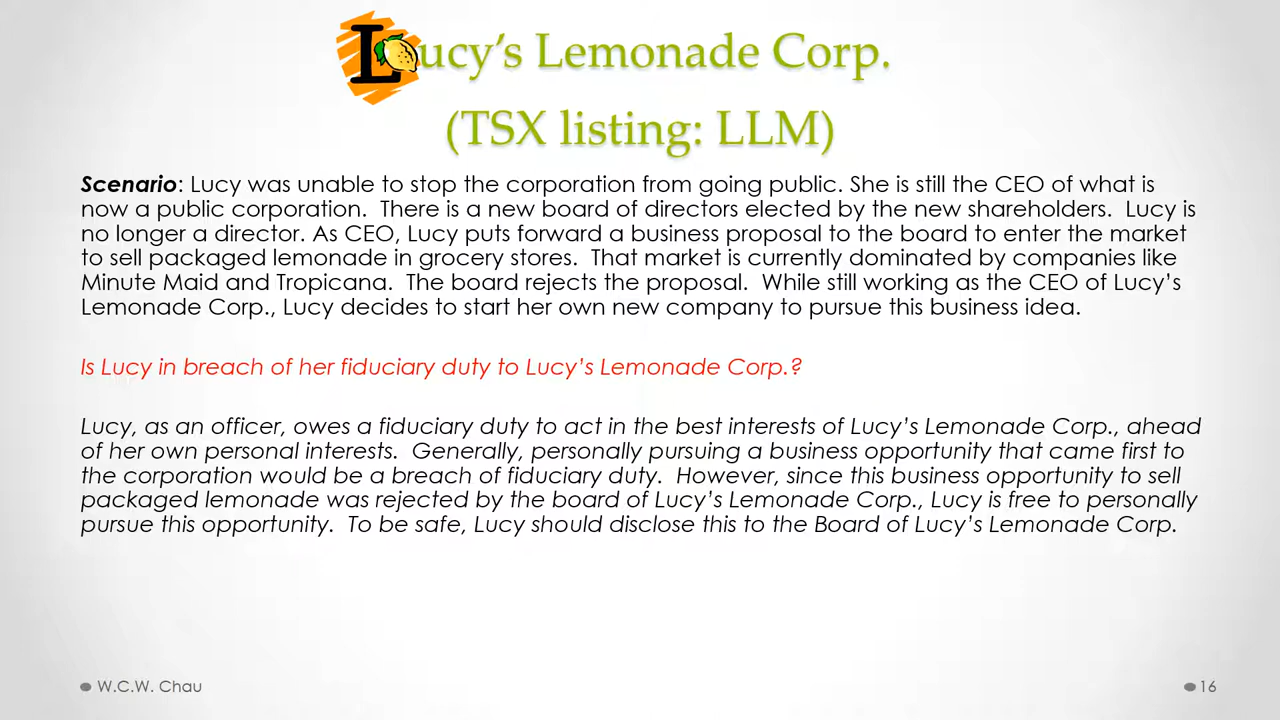 Lucy's Lemonade Corp.
(TSX listing: LLM)
Scenario: Lucy was unable to stop the corporation from going public. She is still the CEO of what is
now a public corporation. There is a new board of directors elected by the new shareholders. Lucy is
no longer a director. As CEO, Lucy puts forward a business proposal to the board to enter the market
to sell packaged lemonade in grocery stores. That market is currently dominated by companies like
Minute Maid and Tropicana. The board rejects the proposal. While still working as the CEO of Lucy's
Lemonade Corp., Lucy decides to start her own new company to pursue this business idea.
Is Lucy in breach of her fiduciary duty to Lucy's Lemonade Corp.?
Lucy, as an officer, owes a fiduciary duty to act in the best interests of Lucy's Lemonade Corp., ahead
of her own personal interests. Generally, personally pursuing a business opportunity that came first to
the corporation would be a breach of fiduciary duty. However, since this business opportunity to sell
packaged lemonade was rejected by the board of Lucy's Lemonade Corp., Lucy is free to personally
pursue this opportunity. To be safe, Lucy should disclose this to the Board of Lucy's Lemonade Corp.
W.C.W. Chau
16